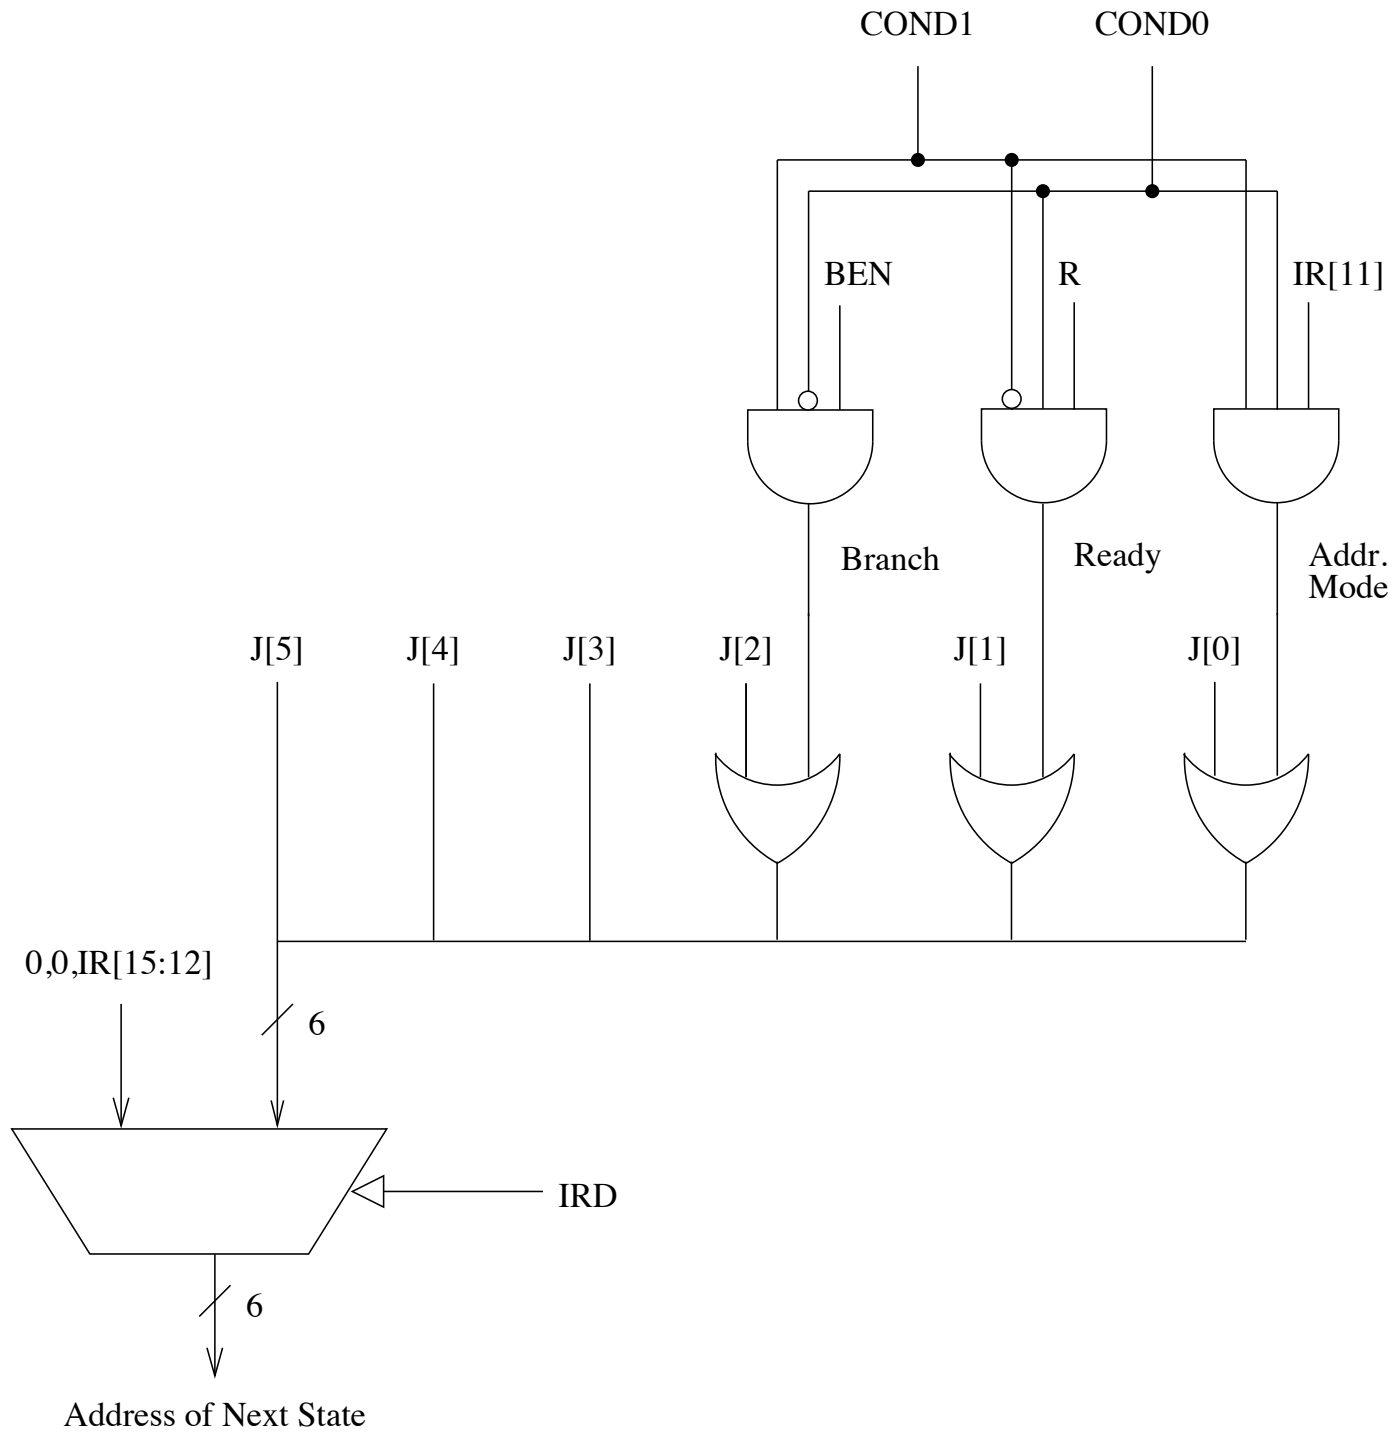 COND1 COND0
BEN R IR[11]
Branch Ready Addr.
Mode
J[5] J[4] J[3] J[2] J[1] J[0]
0,0,IR[15:12]
6
IRD
6
Address of Next State